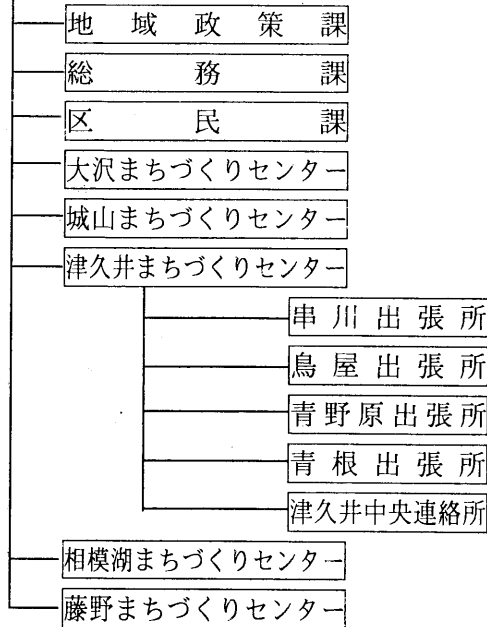 地域政策課
総務課
区民課
大沢まちづくりセンター
城山まちづくりセンター
津久井まちづくりセンター
串川出張所
鳥屋出張所
青野原出張所
青根出張所
津久井中央連絡所
相模湖まちづくりセンター
藤野まちづくりセンター